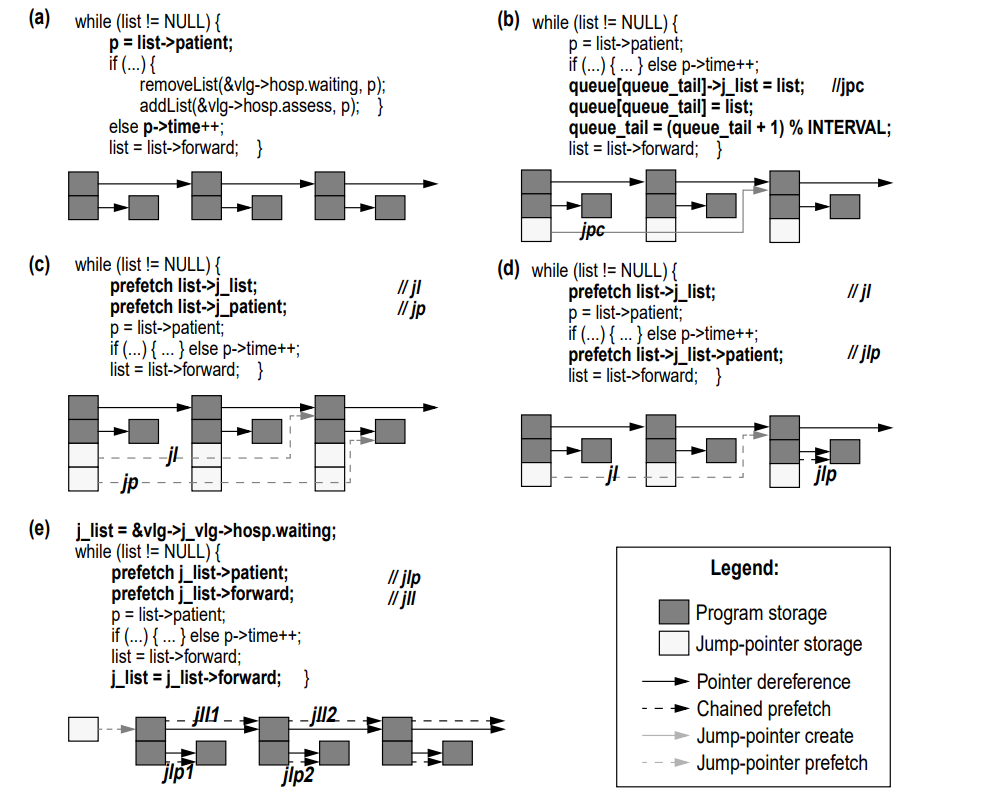 (a) while (list != NULL) {
p = list->patient;
if (...) {
removeList(&vlg->hosp.waiting, p);
addList(&vlg->hosp.assess, p); }
else p->time++;
list = list->forward; }
(b) while (list != NULL) {
p = list->patient;
if (...) { ... } else p->time++;
queue[queue_tail]->j_list = list; //jpc
queue[queue_tail] = list;
queue_tail = (queue_tail + 1) % INTERVAL;
list = list->forward; }
jpc
(c) while (list != NULL) {
prefetch list->j_list; // jl
prefetch list->j_patient; // jp
p = list->patient;
if (...) { ... } else p->time++;
list = list->forward; }
jl
jp
(d) while (list != NULL) {
prefetch list->j_list; // jl
p = list->patient;
if (...) { ... } else p->time++;
prefetch list->j_list->patient; // jlp
list = list->forward; }
jl
jlp
(e) j_list = &vlg->j_vlg->hosp.waiting;
while (list != NULL) {
prefetch j_list->patient; // jlp
prefetch j_list->forward; // jll
p = list->patient;
if (...) { ... } else p->time++;
list = list->forward;
j_list = j_list->forward; }
jll1 jll2
jlp1 jlp2
Legend:
Program storage
Jump-pointer storage
Pointer dereference
Chained prefetch
Jump-pointer create
Jump-pointer prefetch